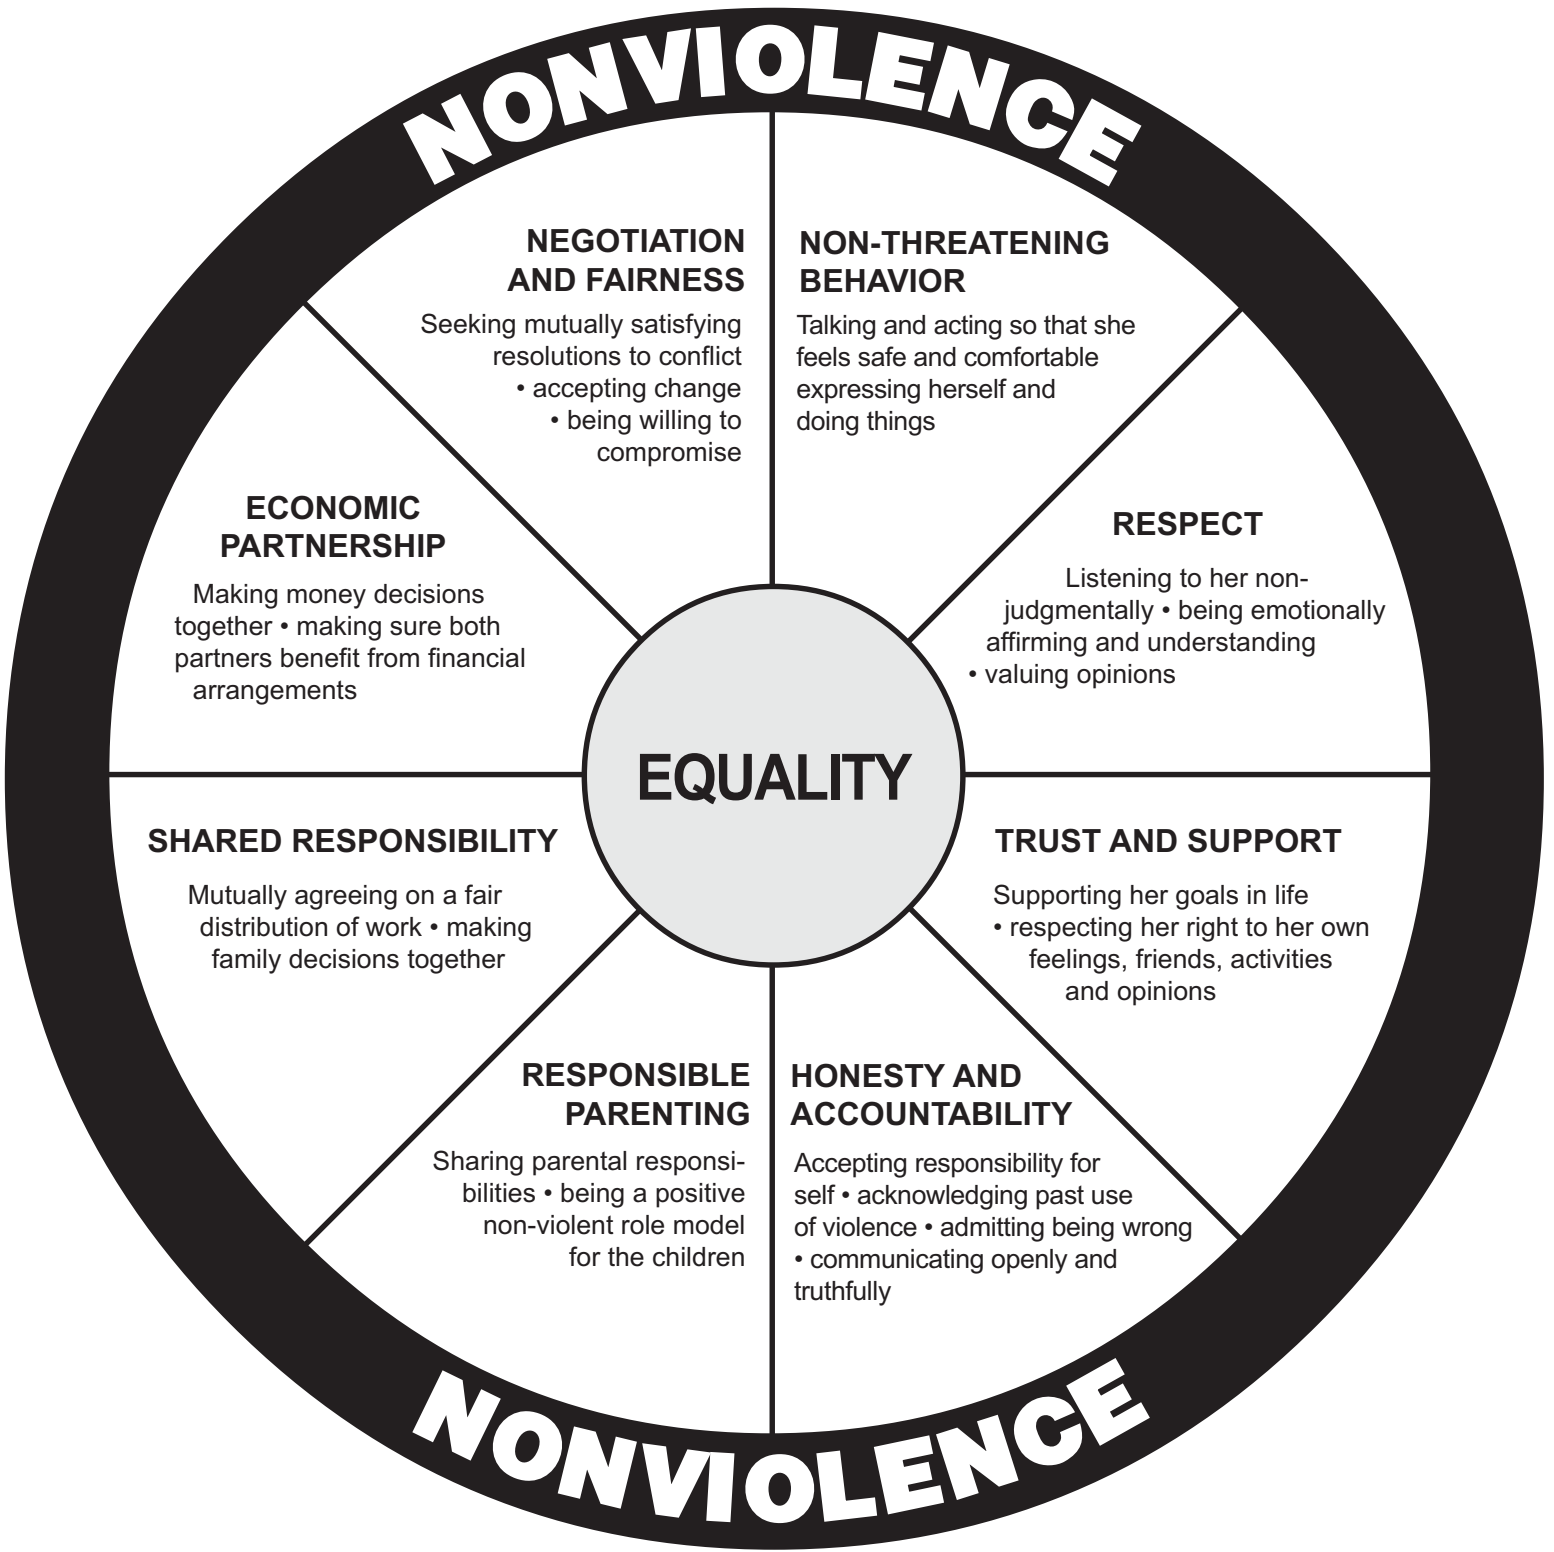 NONVIOLENCE
NEGOTIATION
AND FAIRNESS
Seeking mutually satisfying
resolutions to conflict
• accepting change
• being willing to
compromise
NON-THREATENING
BEHAVIOR
Talking and acting so that she
feels safe and comfortable
expressing herself and
doing things
ECONOMIC
PARTNERSHIP
Making money decisions
together • making sure both
partners benefit from financial
arrangements
RESPECT
Listening to her non-
judgmentally • being emotionally
affirming and understanding
• valuing opinions
EQUALITY
SHARED RESPONSIBILITY
Mutually agreeing on a fair
distribution of work • making
family decisions together
TRUST AND SUPPORT
Supporting her goals in life
• respecting her right to her own
feelings, friends, activities
and opinions
RESPONSIBLE
PARENTING
Sharing parental responsi-
bilities • being a positive
non-violent role model
for the children
HONESTY AND
ACCOUNTABILITY
Accepting responsibility for
self • acknowledging past use
of violence • admitting being wrong
• communicating openly and
truthfully
NONVIOLENCE